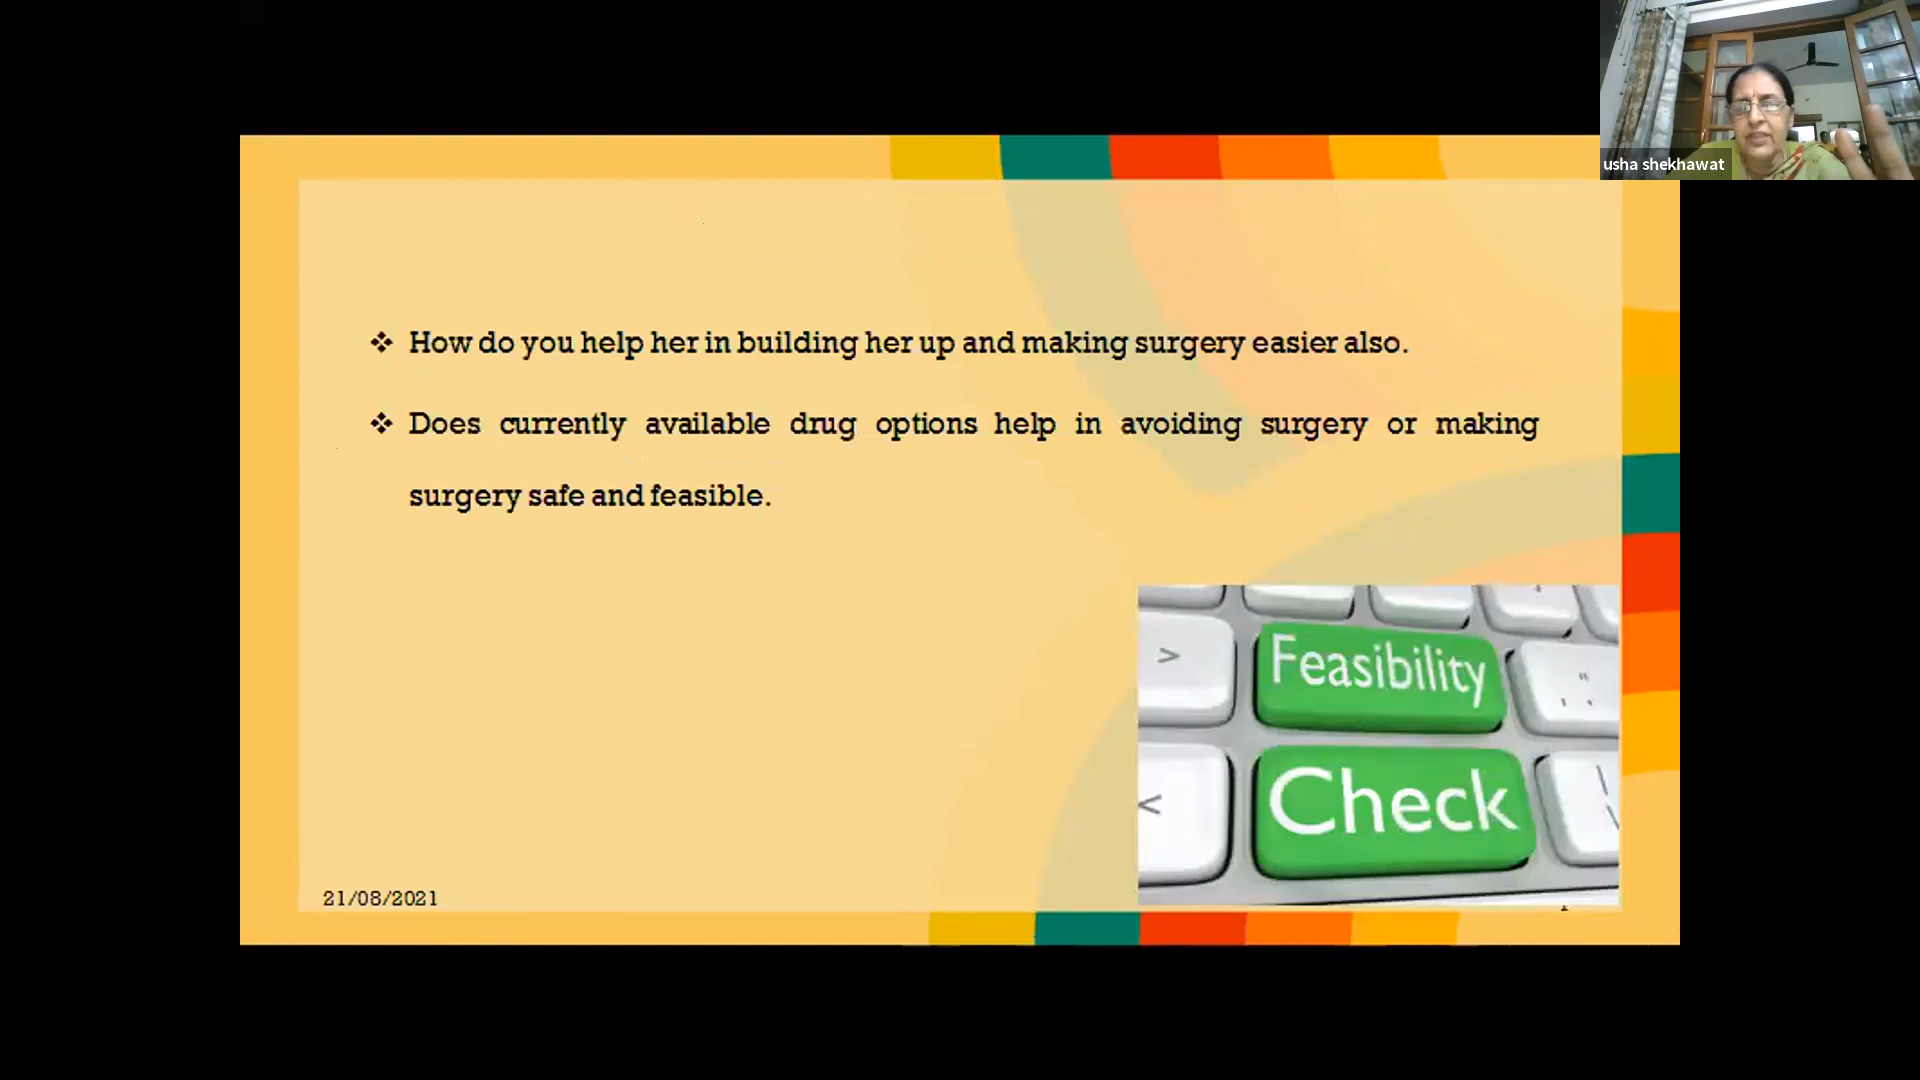 usha shekhawat
❖ How do you help her in building her up and making surgery easier also.
❖ Does currently available drug options help in avoiding surgery or making
surgery safe and feasible.
>
Feasibility
"
<
Check
\
21/08/2021